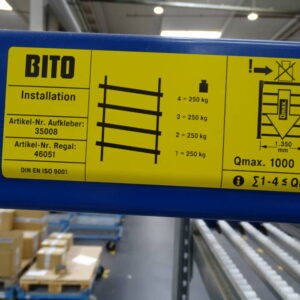 BITO
Installation
Artikel-Nr. Aufkleber:
35008
Artikel-Nr. Regal:
46051
DIN EN ISO 9001
4 = 250 kg
3 = 250 kg
2 = 250 kg
1 = 250 kg
!
Qmax.
1.350
mm
Qmax. 1000
i Σ1-4 ≤ Q